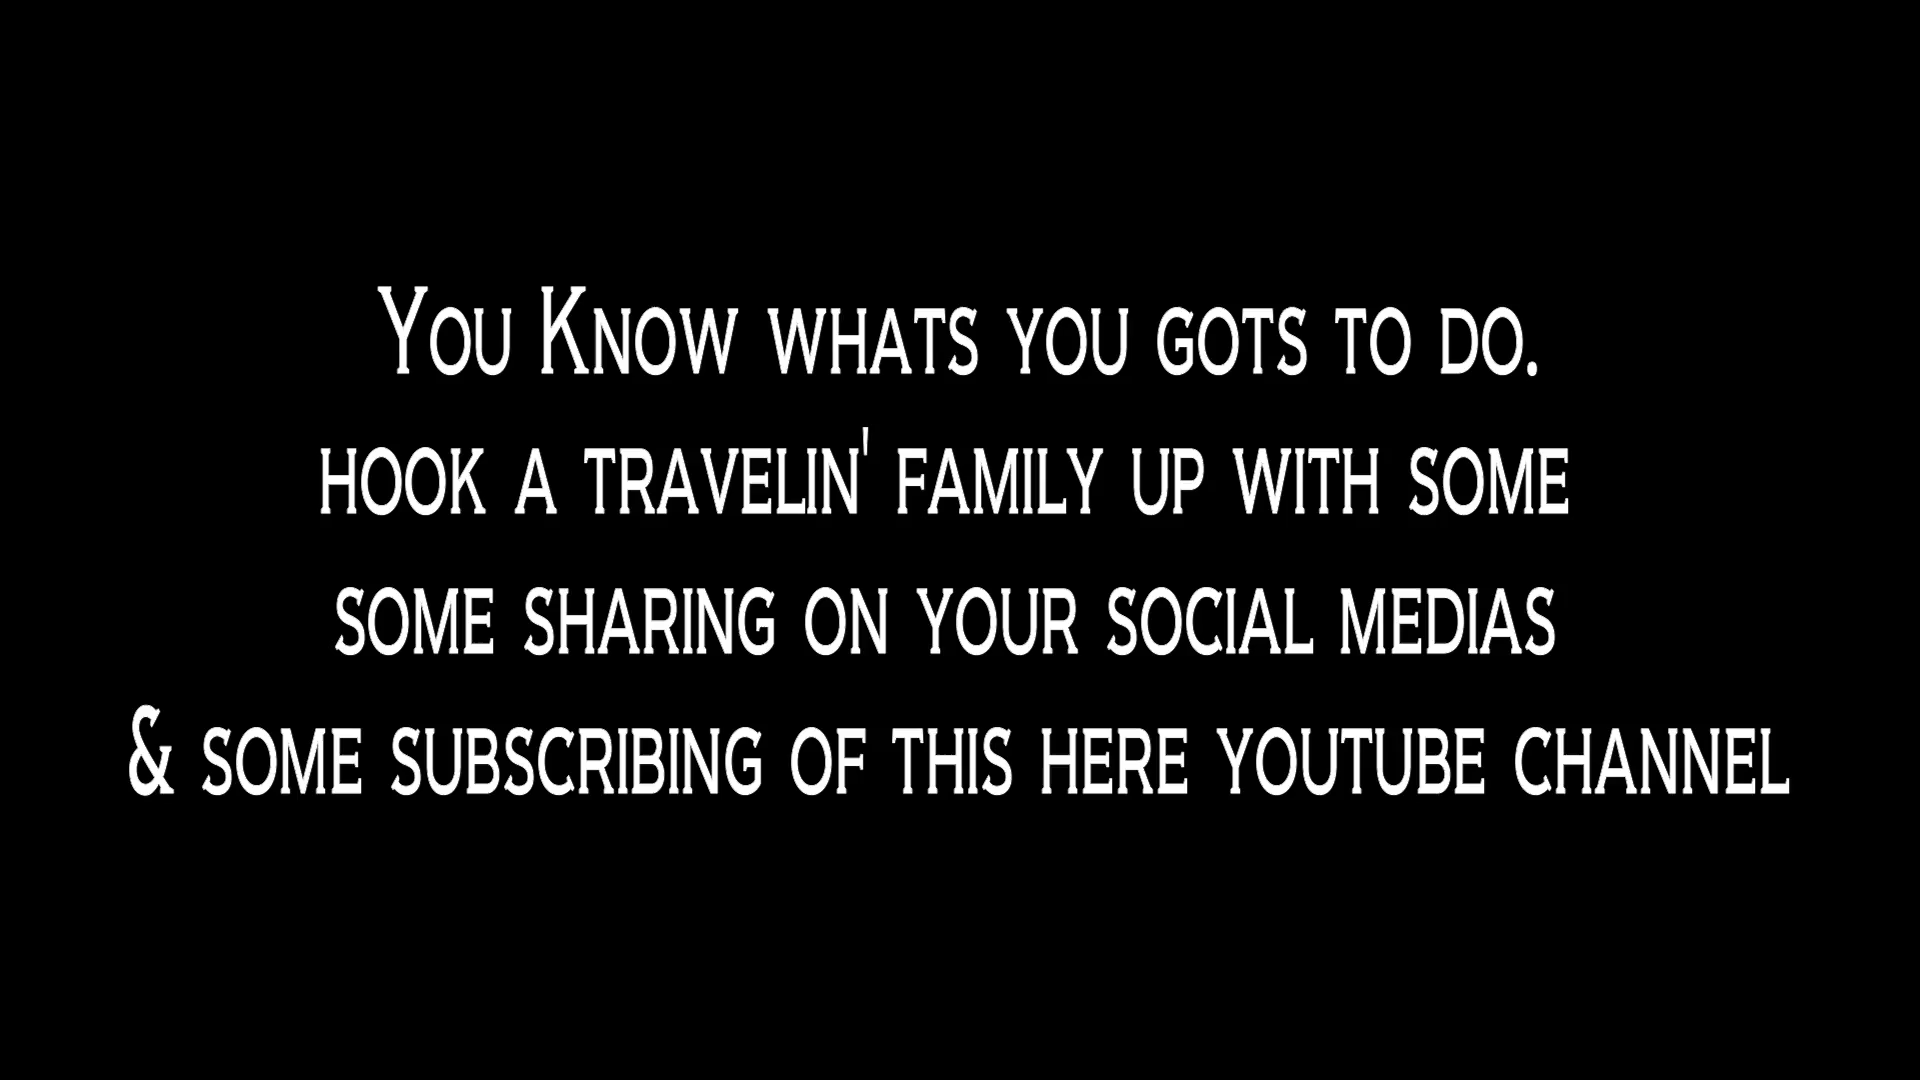 You Know whats you gots to do.
hook a travelin' family up with some
some sharing on your social medias
& some subscribing of this here youtube channel